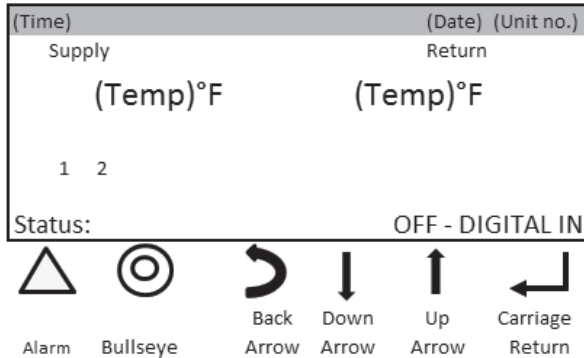 (Time) (Date) (Unit no.)
Supply Return
(Temp)°F (Temp)°F
1 2
Status: OFF - DIGITAL IN
Back Down Up Carriage
Alarm Bullseye Arrow Arrow Arrow Return